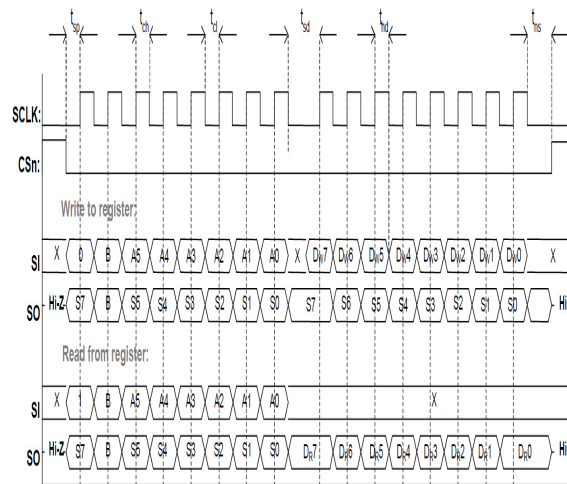 tsp tch tcl tsd thd tns
SCLK:
CSn:
Write to register:
SI X 0 B A5 A4 A3 A2 A1 A0 X DW7 DW6 DW5 DW4 DW3 DW2 DW1 DW0 X
SO Hi-Z S7 B S5 S4 S3 S2 S1 S0 S7 S6 S5 S4 S3 S2 S1 S0 Hi
Read from register:
SI X 1 B A5 A4 A3 A2 A1 A0 X
SO Hi-Z S7 B S5 S4 S3 S2 S1 S0 DR7 DR6 DR5 DR4 DR3 DR2 DR1 DR0 Hi